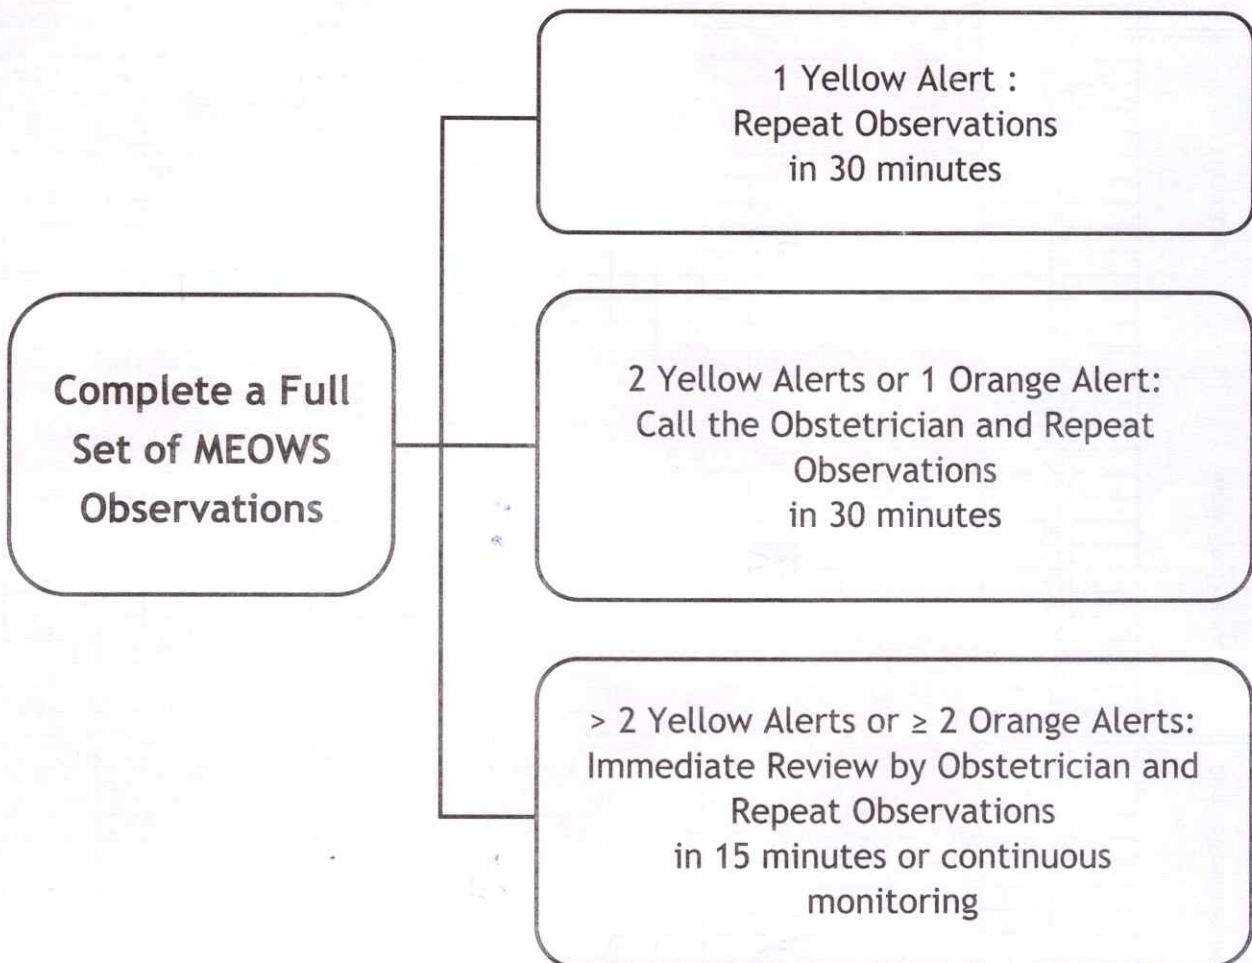 Complete a Full
Set of MEOWS
Observations
1 Yellow Alert :
Repeat Observations
in 30 minutes
2 Yellow Alerts or 1 Orange Alert:
Call the Obstetrician and Repeat
Observations
in 30 minutes
> 2 Yellow Alerts or ≥ 2 Orange Alerts:
Immediate Review by Obstetrician and
Repeat Observations
in 15 minutes or continuous
monitoring